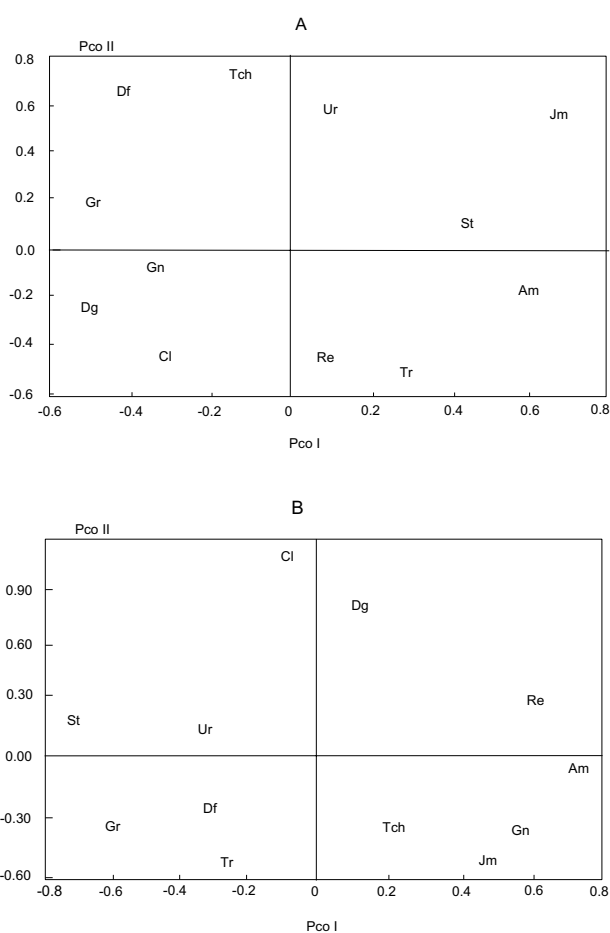 A
Pco II
0.8
Tch
Df
0.6
Ur
Jm
0.4
0.2
Gr
St
0.0
Gn
-0.2
Am
Dg
-0.4
Cl
Re
Tr
-0.6
-0.6 -0.4 -0.2 0 0.2 0.4 0.6 0.8
Pco I
B
Pco II
Cl
0.90
Dg
0.60
0.30
Re
St
Ur
0.00
Am
Df
-0.30
Gr
Tch
Gn
Tr
Jm
-0.60
-0.8 -0.6 -0.4 -0.2 0 0.2 0.4 0.6 0.8
Pco I